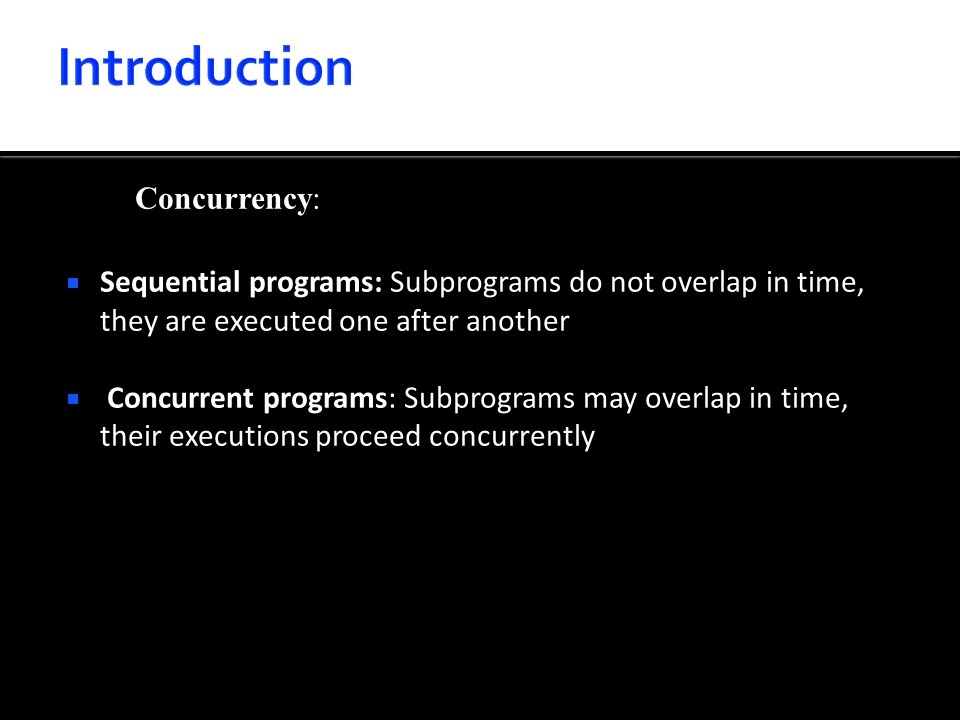 Introduction
Concurrency:
Sequential programs: Subprograms do not overlap in time,
they are executed one after another
Concurrent programs: Subprograms may overlap in time,
their executions proceed concurrently